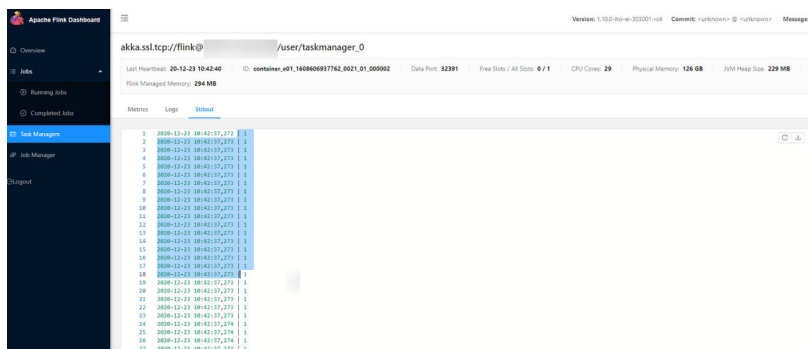 Apache Flink Dashboard
Version: 1.10.0-hw-ei-303001-rc4 Commit: <unknown> @ <unknown> Message
Overview
Jobs
Running Jobs
Completed Jobs
Task Managers
Job Manager
Logout
akka.ssl.tcp://flink@ /user/taskmanager_0
Last Heartbeat: 20-12-23 10:42:40 ID: container_e01_1608606937762_0021_01_000002 Data Port: 32391 Free Slots / All Slots: 0 / 1 CPU Cores: 29 Physical Memory: 126 GB JVM Heap Size: 229 MB
Flink Managed Memory: 294 MB
Metrics Logs Stdout
1 2020-12-23 10:42:37,272 | 1
2 2020-12-23 10:42:37,273 | 1
3 2020-12-23 10:42:37,273 | 1
4 2020-12-23 10:42:37,273 | 1
5 2020-12-23 10:42:37,273 | 1
6 2020-12-23 10:42:37,273 | 1
7 2020-12-23 10:42:37,273 | 1
8 2020-12-23 10:42:37,273 | 1
9 2020-12-23 10:42:37,273 | 1
10 2020-12-23 10:42:37,273 | 1
11 2020-12-23 10:42:37,273 | 1
12 2020-12-23 10:42:37,273 | 1
13 2020-12-23 10:42:37,273 | 1
14 2020-12-23 10:42:37,273 | 1
15 2020-12-23 10:42:37,273 | 1
16 2020-12-23 10:42:37,273 | 1
17 2020-12-23 10:42:37,273 | 1
18 2020-12-23 10:42:37,273 | 1
19 2020-12-23 10:42:37,273 | 1
20 2020-12-23 10:42:37,273 | 1
21 2020-12-23 10:42:37,273 | 1
22 2020-12-23 10:42:37,273 | 1
23 2020-12-23 10:42:37,273 | 1
24 2020-12-23 10:42:37,274 | 1
25 2020-12-23 10:42:37,274 | 1
26 2020-12-23 10:42:37,274 | 1
27 2020-12-23 10:42:37,274 | 1